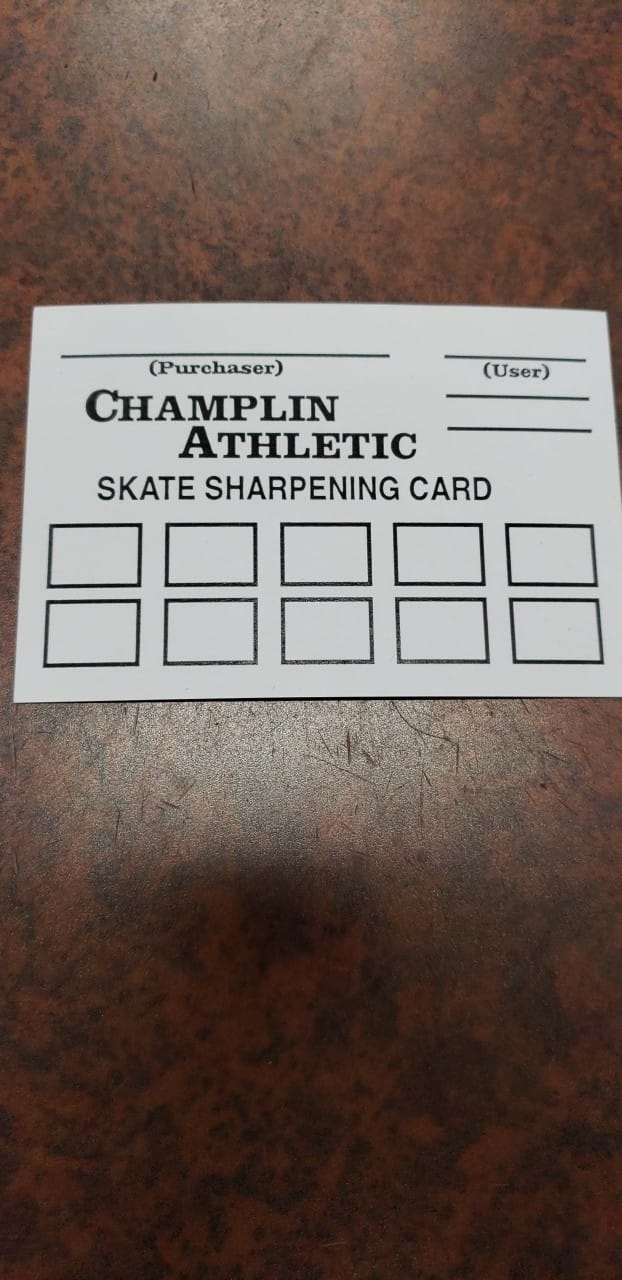 (Purchaser)
(User)
CHAMPLIN
ATHLETIC
SKATE SHARPENING CARD